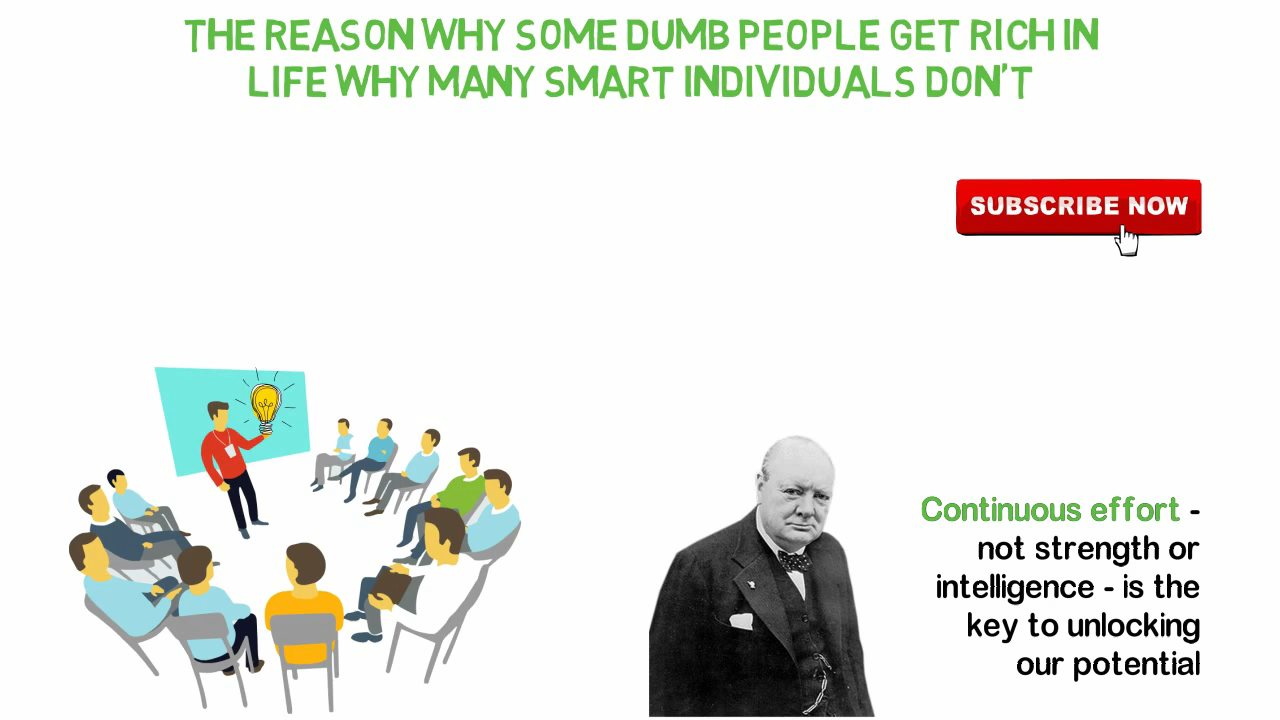 THE REASON WHY SOME DUMB PEOPLE GET RICH IN
LIFE WHY MANY SMART INDIVIDUALS DON'T
SUBSCRIBE NOW
Continuous effort -
not strength or
intelligence - is the
key to unlocking
our potential